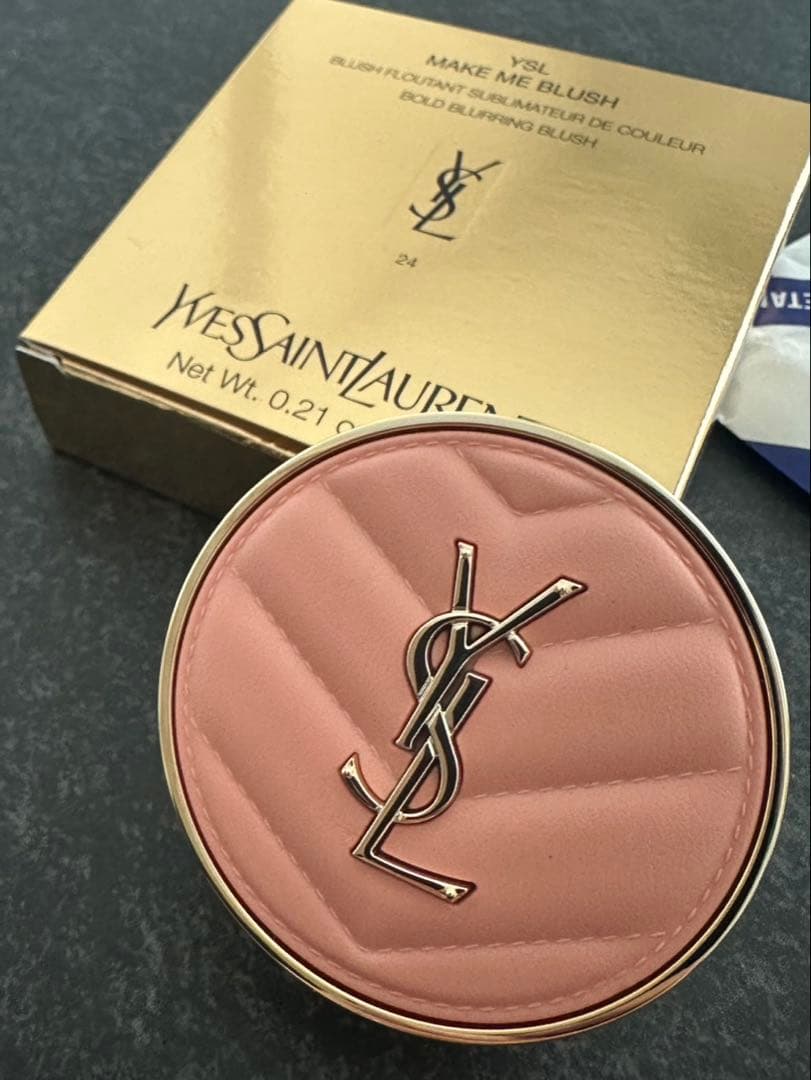 YSL
MAKE ME BLUSH
BLUSH FLOUTANT SUBLIMATEUR DE COULEUR
BOLD BLURRING BLUSH
YSL
24
YVESSAINTLAUREN
Net Wt. 0.21 o
YSL